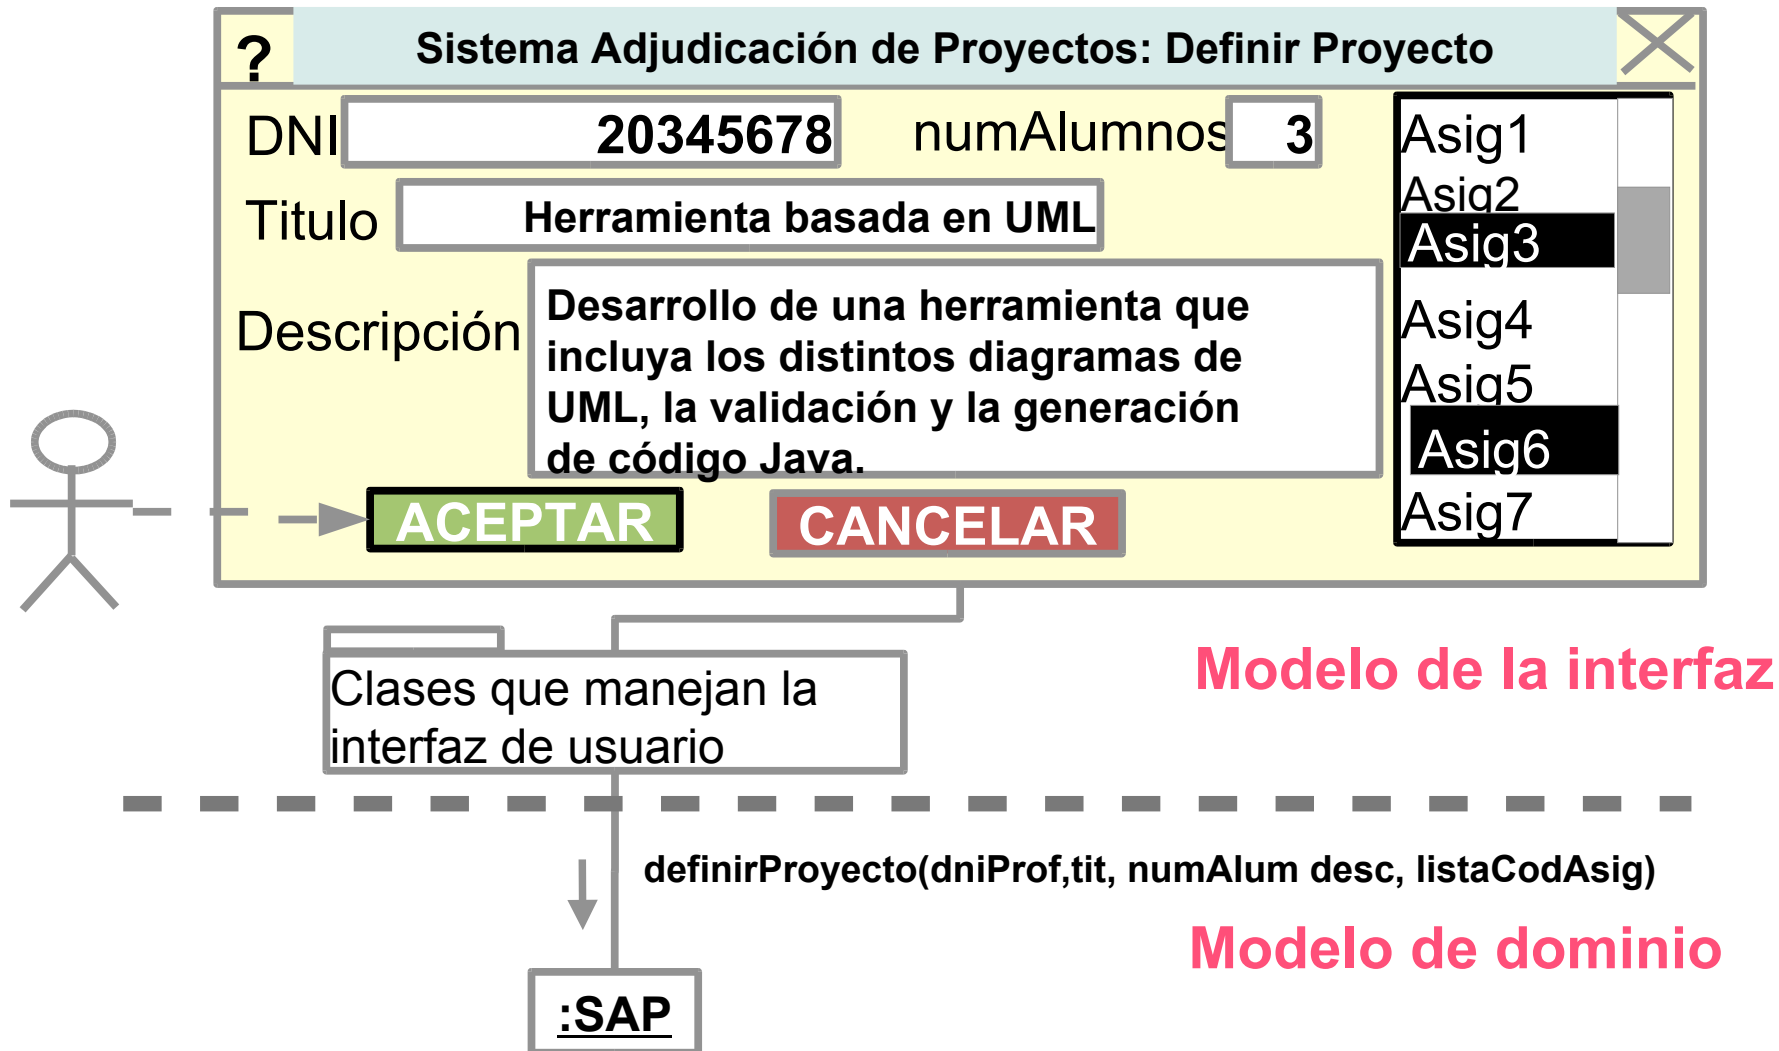 ? Sistema Adjudicación de Proyectos: Definir Proyecto
DNI 20345678 numAlumnos 3
Titulo Herramienta basada en UML
Descripción
Desarrollo de una herramienta que
incluya los distintos diagramas de
UML, la validación y la generación
de código Java.
Asig1
Asig2
Asig3
Asig4
Asig5
Asig6
Asig7
ACEPTAR CANCELAR
Clases que manejan la
interfaz de usuario
Modelo de la interfaz
definirProyecto(dniProf,tit, numAlum desc, listaCodAsig)
Modelo de dominio
:SAP